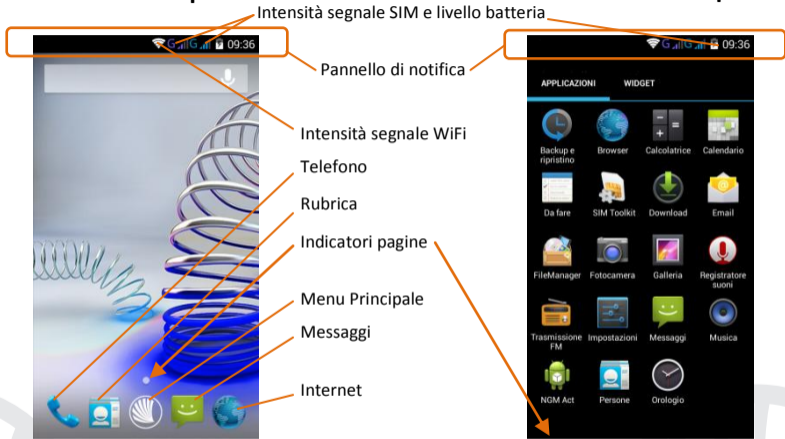 Intensità segnale SIM e livello batteria
G G 09:36
G G 09:36
Pannello di notifica
APPLICAZIONI WIDGET
Intensità segnale WiFi
Telefono
Rubrica
Indicatori pagine
Menu Principale
Messaggi
Internet
Backup e
ripristino
Browser Calcolatrice Calendario
Da fare SIM Toolkit Download Email
FileManager Fotocamera Galleria Registratore
suoni
Trasmissione
FM
Impostazioni Messaggi Musica
NGM Act Persone Orologio